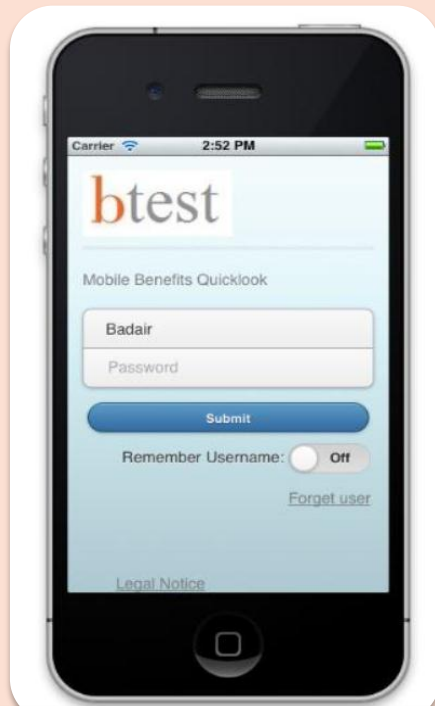 Carrier 2:52 PM
btest
Mobile Benefits Quicklook
Badair
Password
Submit
Remember Username: Off
Forget user
Legal Notice